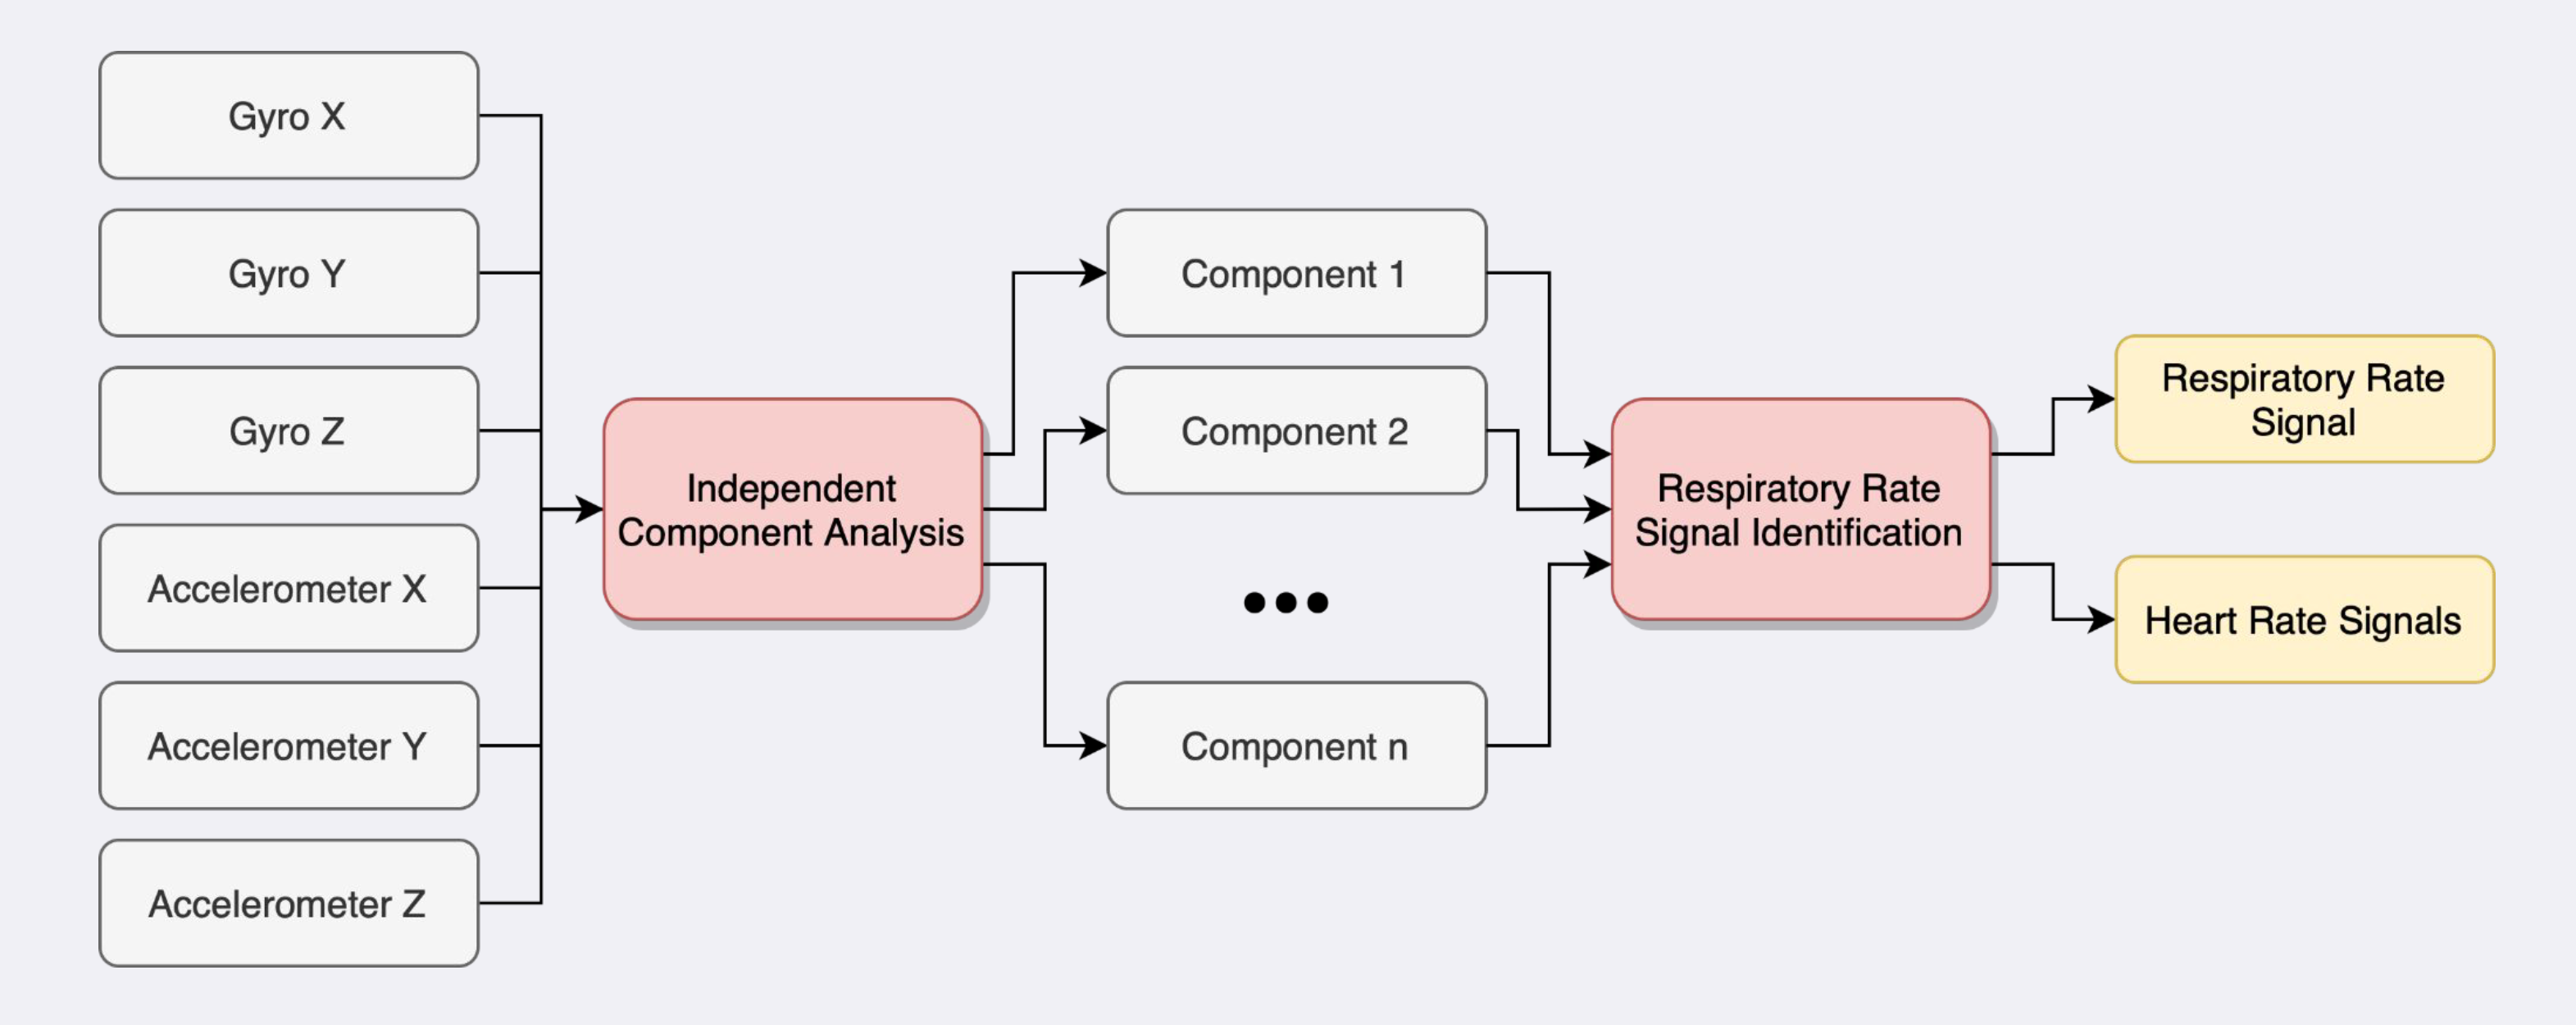 Gyro X
Gyro Y
Gyro Z
Accelerometer X
Accelerometer Y
Accelerometer Z
Independent
Component Analysis
Component 1
Component 2
•••
Component n
Respiratory Rate
Signal Identification
Respiratory Rate
Signal
Heart Rate Signals